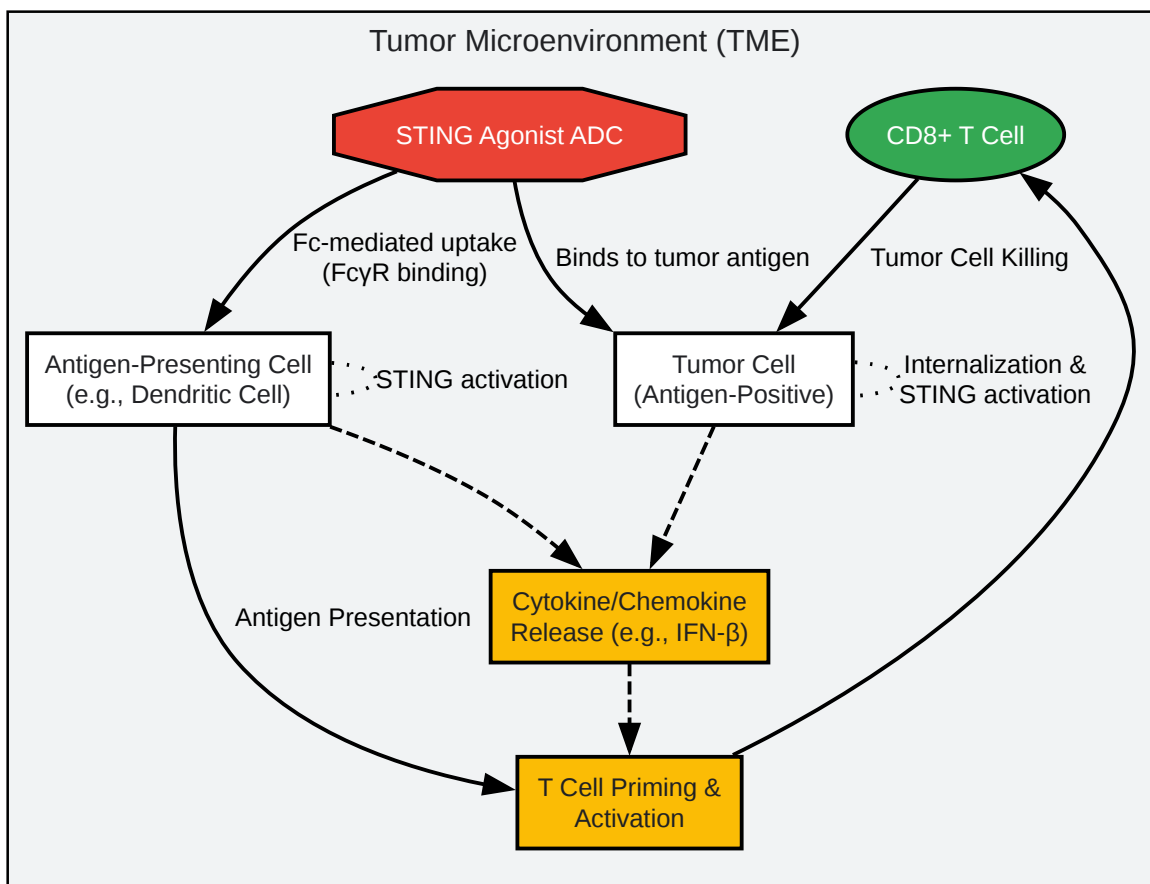 Tumor Microenvironment (TME)
STING Agonist ADC
CD8+ T Cell
Fc-mediated uptake
(FcγR binding)
Binds to tumor antigen
Tumor Cell Killing
Antigen-Presenting Cell
(e.g., Dendritic Cell)
STING activation
Tumor Cell
(Antigen-Positive)
Internalization &
STING activation
Antigen Presentation
Cytokine/Chemokine
Release (e.g., IFN-β)
T Cell Priming &
Activation